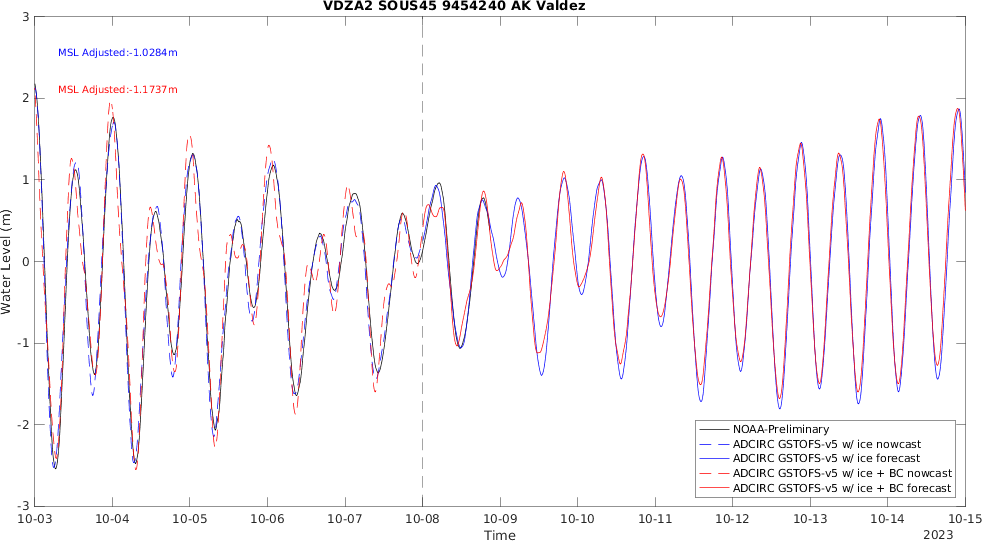 VDZA2 SOUS45 9454240 AK Valdez
MSL Adjusted:-1.0284m
MSL Adjusted:-1.1737m
3
2
1
0
-1
-2
-3
Water Level (m)
NOAA-Preliminary
ADCIRC GSTOFS-v5 w/ ice nowcast
ADCIRC GSTOFS-v5 w/ ice forecast
ADCIRC GSTOFS-v5 w/ ice + BC nowcast
ADCIRC GSTOFS-v5 w/ ice + BC forecast
10-03 10-04 10-05 10-06 10-07 10-08 10-09 10-10 10-11 10-12 10-13 10-14 10-15
Time
2023